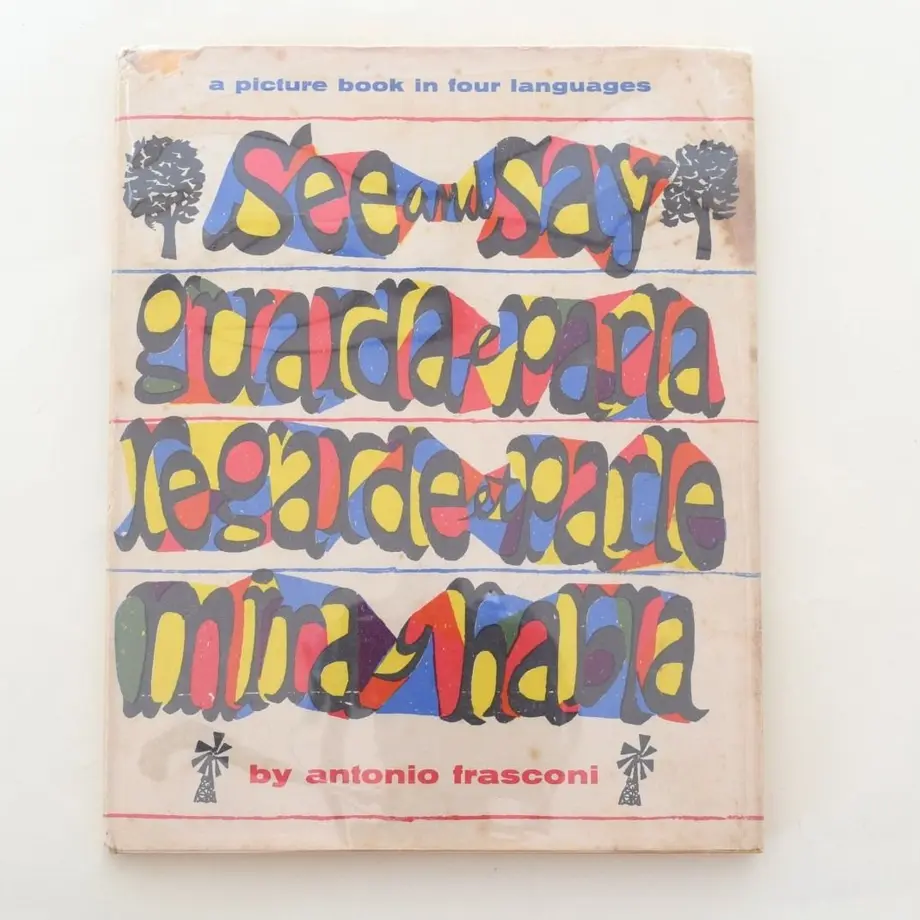 a picture book in four languages
See and say
guarda e parla
regarde et parle
mira y habla
by antonio frasconi